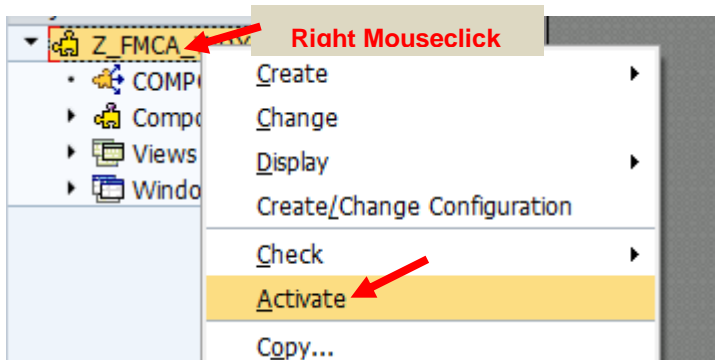 Right Mouseclick
Z_FMCA_
Create
COMP
Change
Compo
Display
Views
Create/Change Configuration
Windo
Check
Activate
Copy...